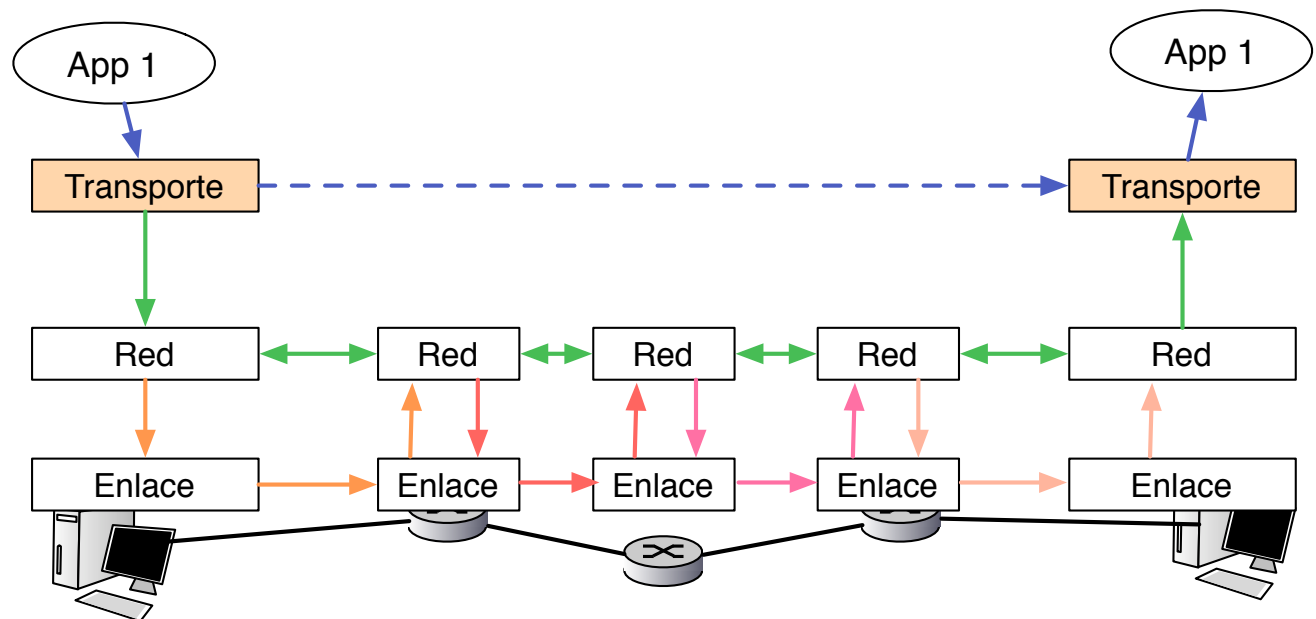 App 1
App 1
Transporte
Transporte
Red
Red
Red
Red
Red
Enlace
Enlace
Enlace
Enlace
Enlace